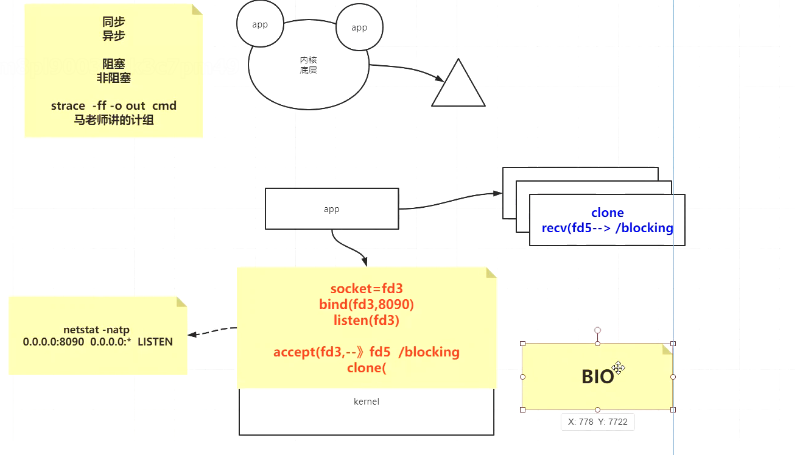 同步
异步
阻塞
非阻塞
strace -ff -o out cmd
马老师讲的计组
app
app
内核
底层
app
clone
recv(fd5--> /blocking
socket=fd3
bind(fd3,8090)
listen(fd3)
accept(fd3,--》fd5 /blocking
clone(
kernel
netstat -natp
0.0.0.0:8090 0.0.0.0:* LISTEN
BIO
X: 778 Y: 7722